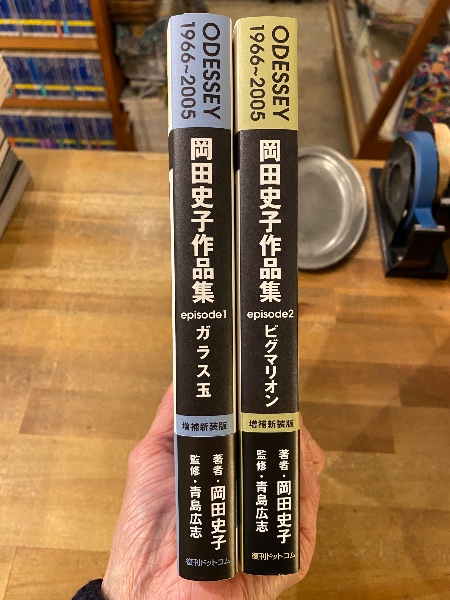 ODESSEY
1966~2005
岡田史子作品集
episode1
ガラス玉
増補新装版
著者・岡田史子
監修・青島広志
復刊ドットコム
ODESSEY
1966~2005
岡田史子作品集
episode2
ピグマリオン
増補新装版
著者・岡田史子
監修・青島広志
復刊ドットコム